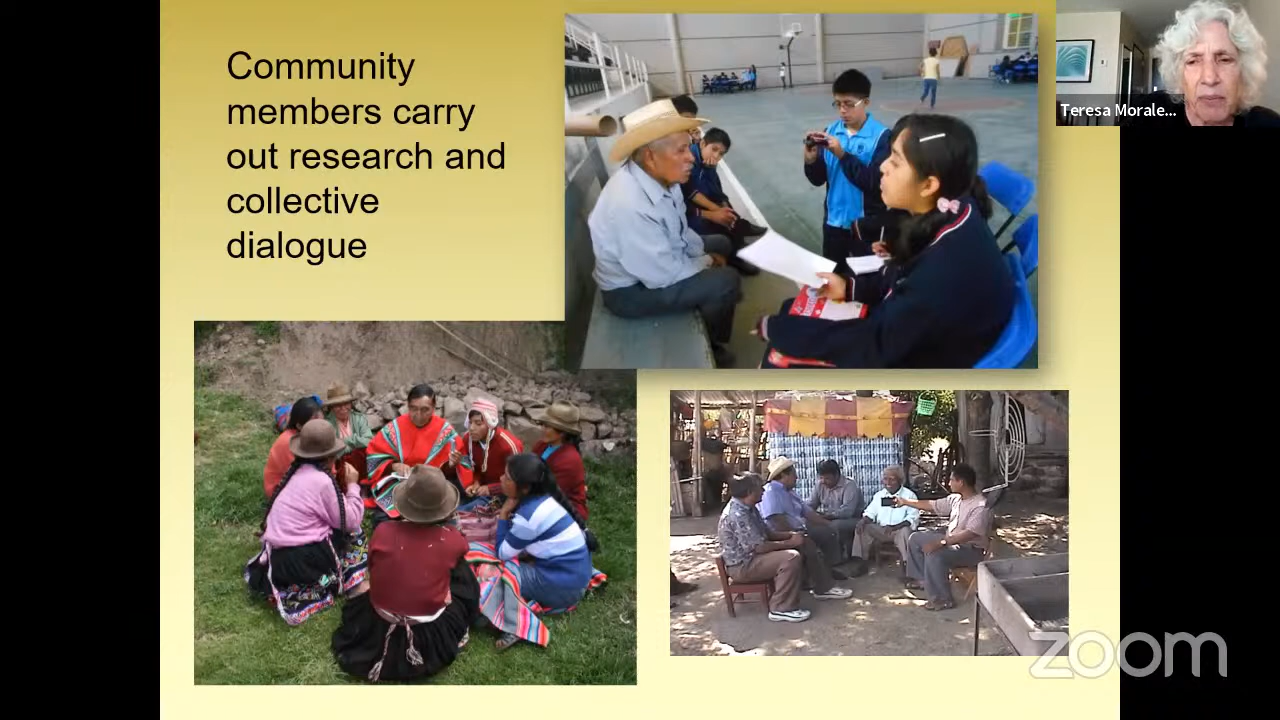 Community
members carry
out research and
collective
dialogue
Teresa Morale...
zoom